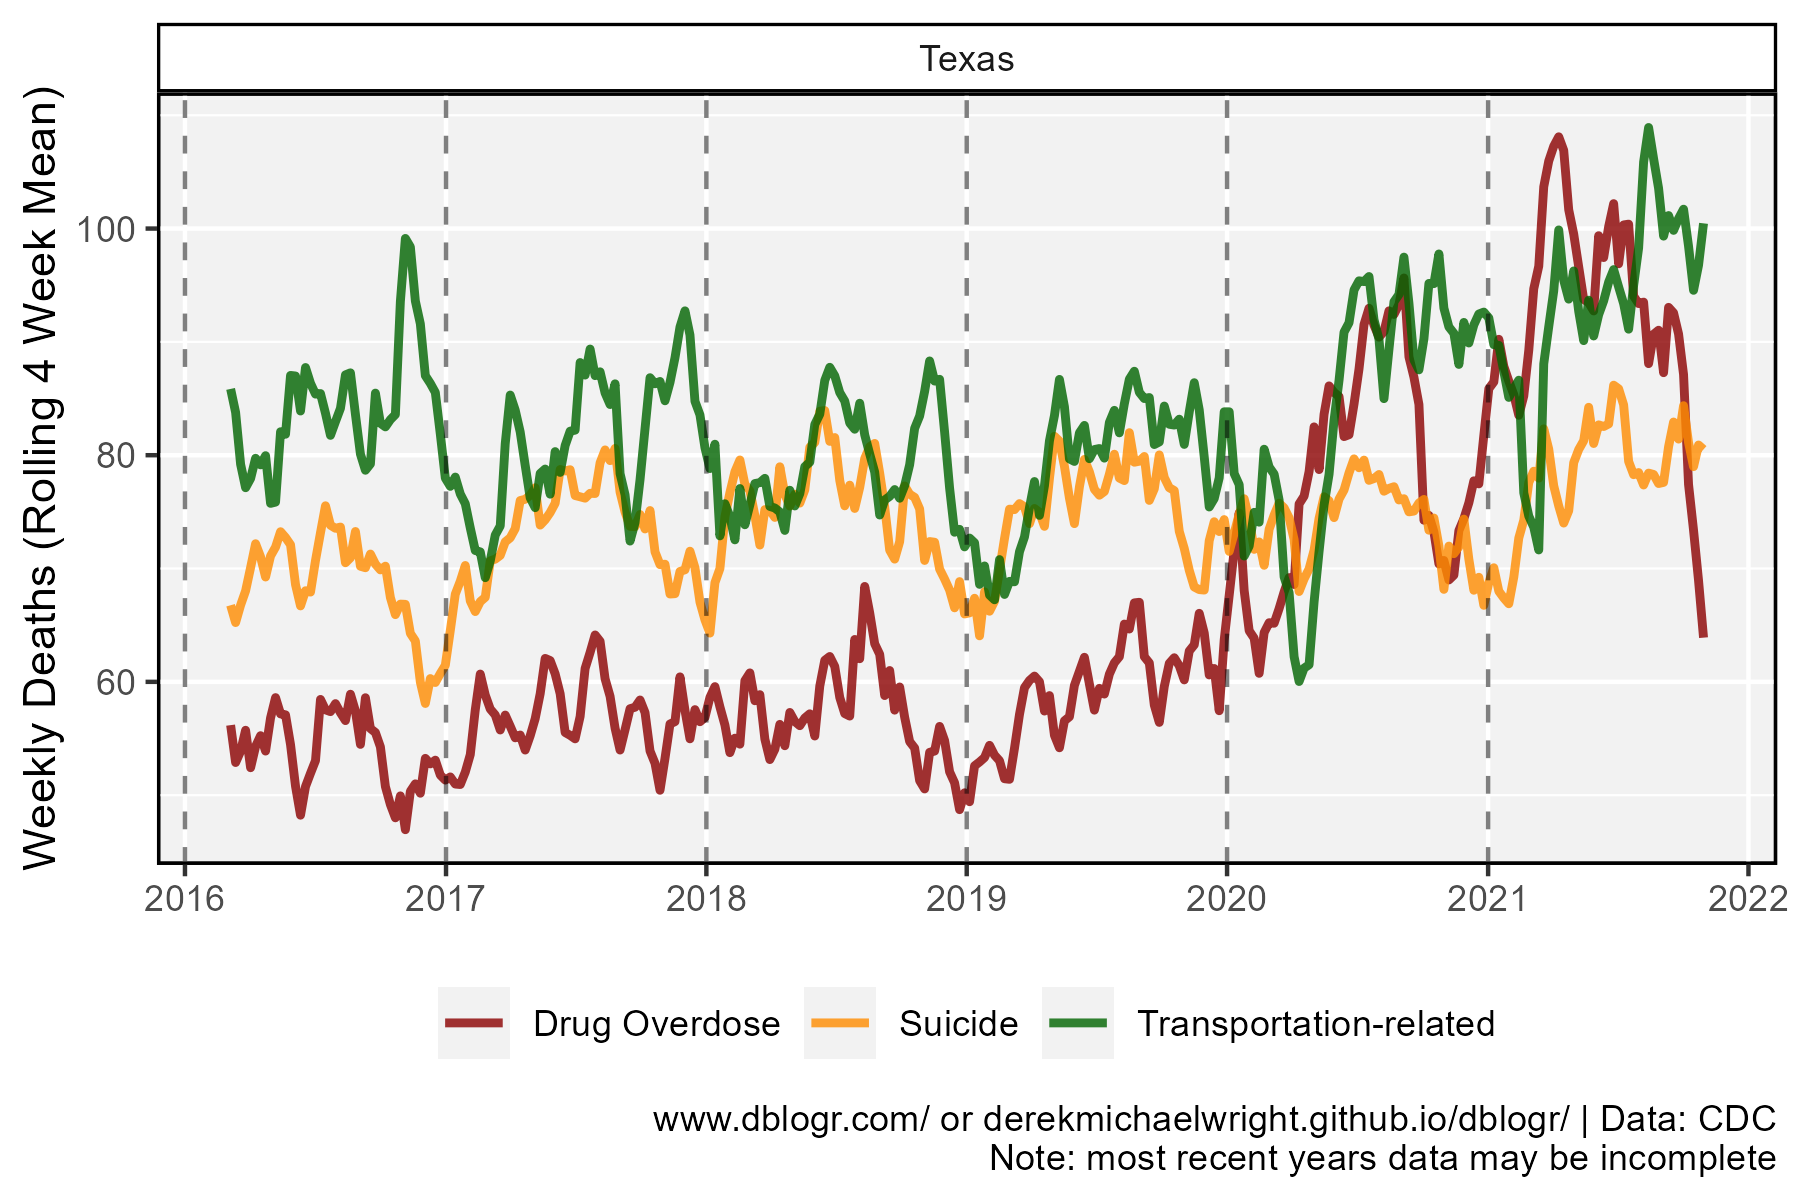 Texas
Weekly Deaths (Rolling 4 Week Mean)
100
80
60
2016 2017 2018 2019 2020 2021 2022
Drug Overdose Suicide Transportation-related
www.dblogr.com/ or derekmichaelwright.github.io/dblogr/ | Data: CDC
Note: most recent years data may be incomplete